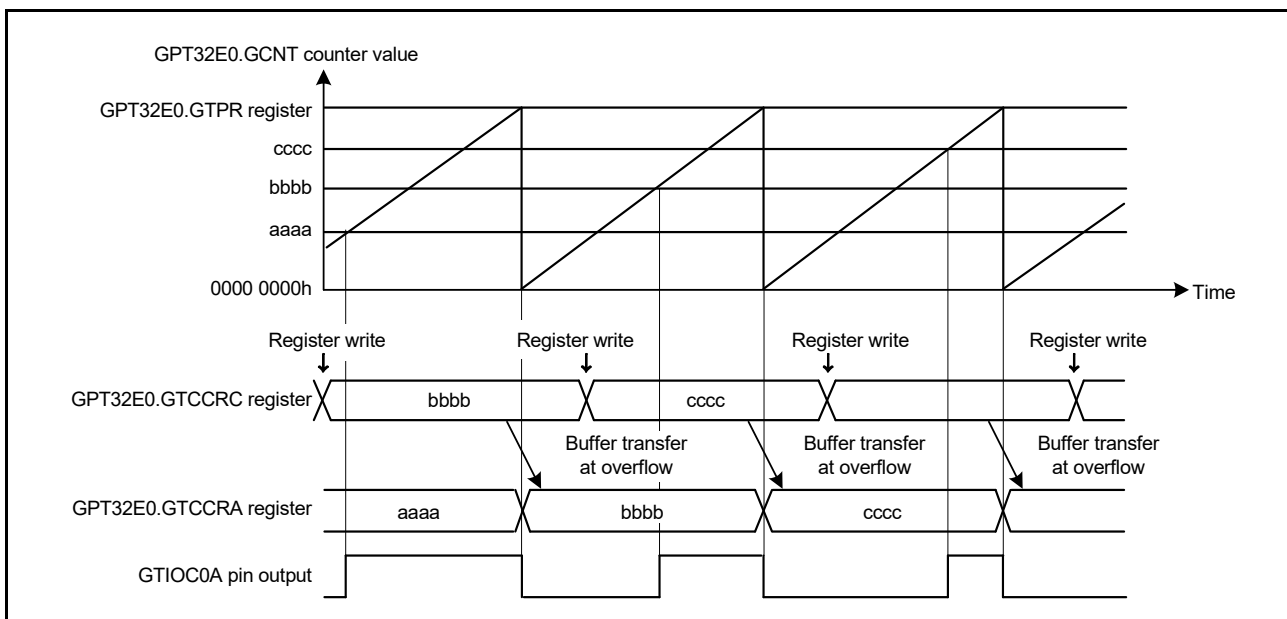 GPT32E0.GCNT counter value
GPT32E0.GTPR register
cccc
bbbb
aaaa
0000 0000h
Time
Register write Register write Register write Register write
GPT32E0.GTCCRC register
bbbb cccc
Buffer transfer Buffer transfer Buffer transfer
at overflow at overflow at overflow
GPT32E0.GTCCRA register
aaaa bbbb cccc
GTIOC0A pin output